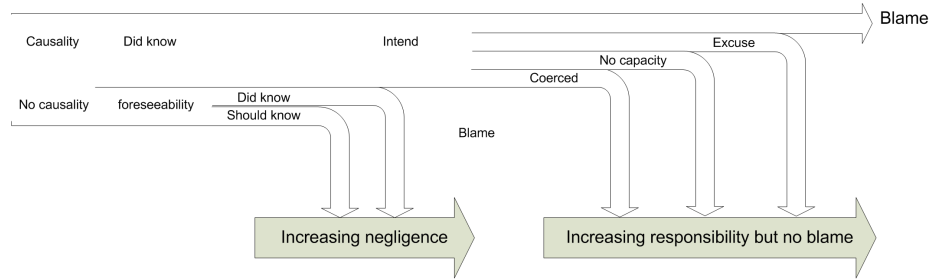 Blame
Causality Did know Intend Excuse
No capacity
Coerced
No causality foreseeability Did know
Should know
Blame
Increasing negligence Increasing responsibility but no blame